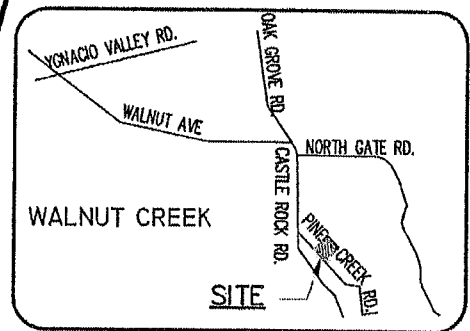 YGNACIO VALLEY RD.
OAK GROVE RD.
WALNUT AVE
NORTH GATE RD.
CASTLE ROCK RD.
WALNUT CREEK
PINE CREEK RD.
SITE